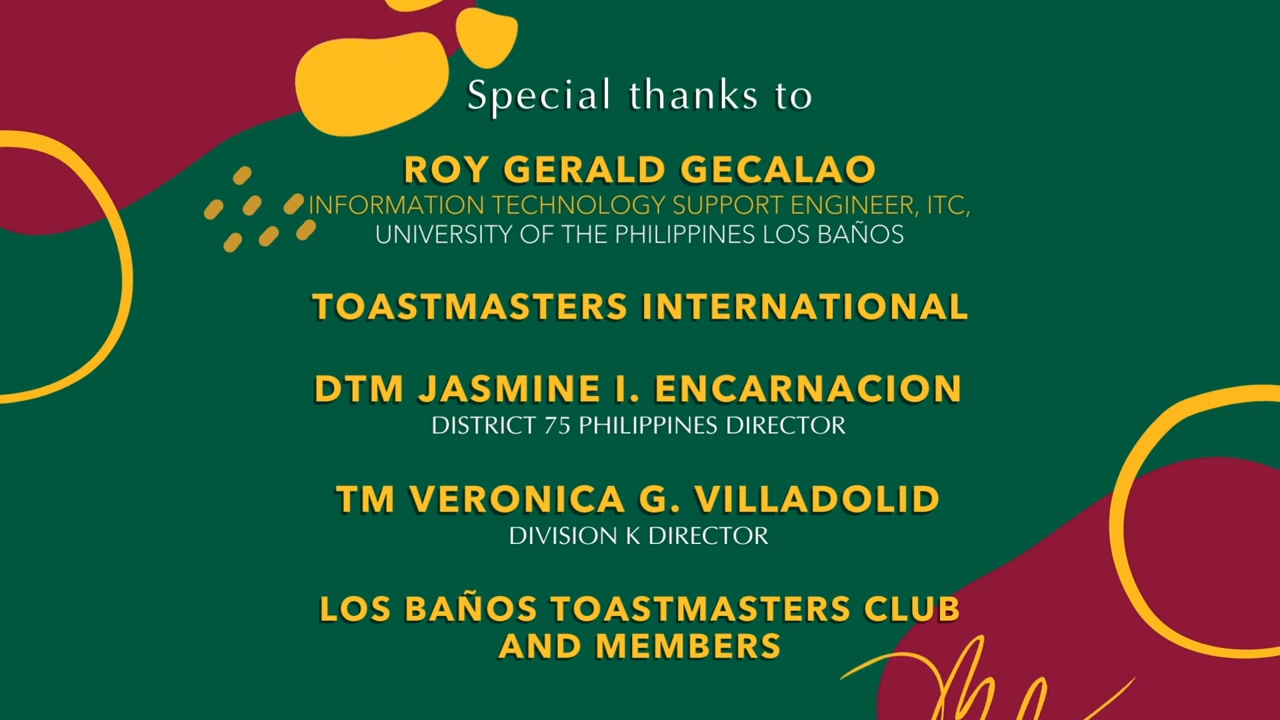 Special thanks to
ROY GERALD GECALAO
INFORMATION TECHNOLOGY SUPPORT ENGINEER, ITC,
UNIVERSITY OF THE PHILIPPINES LOS BAÑOS
TOASTMASTERS INTERNATIONAL
DTM JASMINE I. ENCARNACION
DISTRICT 75 PHILIPPINES DIRECTOR
TM VERONICA G. VILLADOLID
DIVISION K DIRECTOR
LOS BAÑOS TOASTMASTERS CLUB
AND MEMBERS